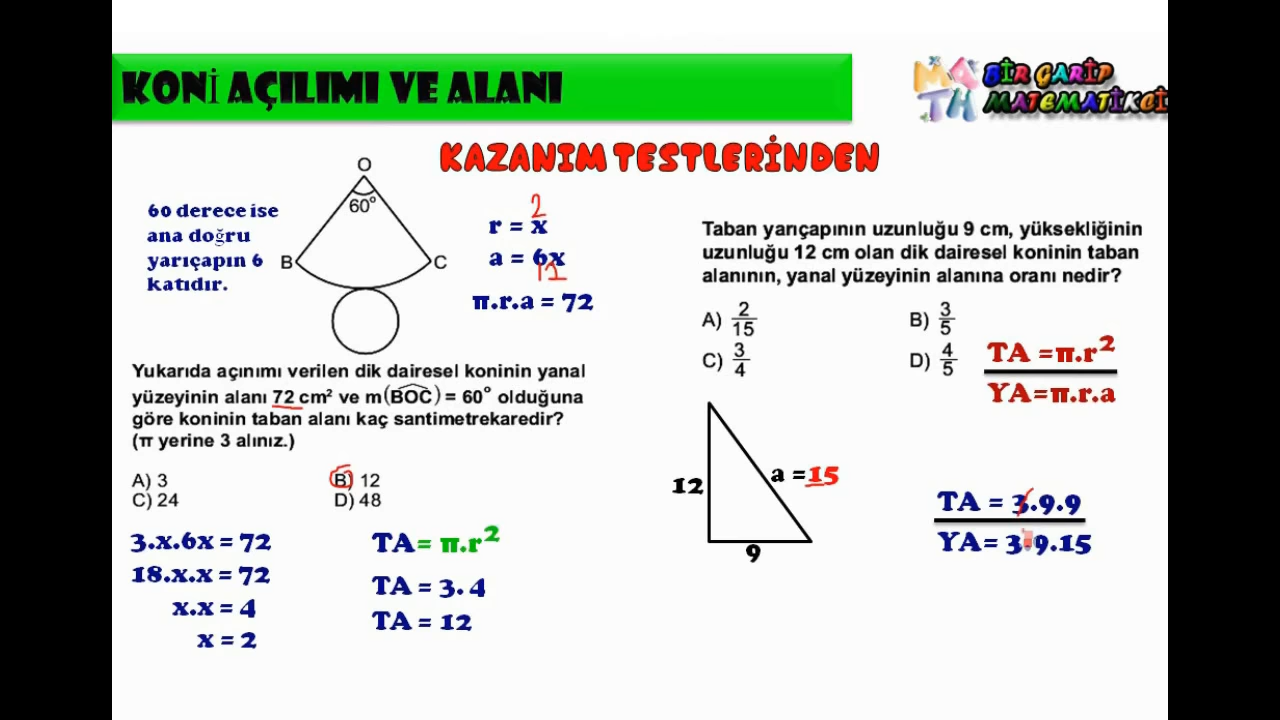 KONİ AÇILIMI VE ALANI
MATH
BİR GARİP
MATEMATİKCİ
KAZANIM TESTLERİNDEN
60 derece ise
ana doğru
yarıçapın 6
katıdır.
O
60°
B
C
2
r = x
a = 6x
π.r.a = 72
Yukarıda açınımı verilen dik dairesel koninin yanal
yüzeyinin alanı 72 cm² ve m(BOC) = 60° olduğuna
göre koninin taban alanı kaç santimetrekaredir?
(π yerine 3 alınız.)
A) 3
B) 12
C) 24
D) 48
3.x.6x = 72
18.x.x = 72
x.x = 4
x = 2
TA = π.r²
TA = 3.4
TA = 12
Taban yarıçapının uzunluğu 9 cm, yüksekliğinin
uzunluğu 12 cm olan dik dairesel koninin taban
alanının, yanal yüzeyinin alanına oranı nedir?
A) 2/15
B) 3/5
C) 3/4
D) 4/5
TA =π.r²
YA=π.r.a
12
a =15
9
TA = 3.9.9
YA= 3.9.15